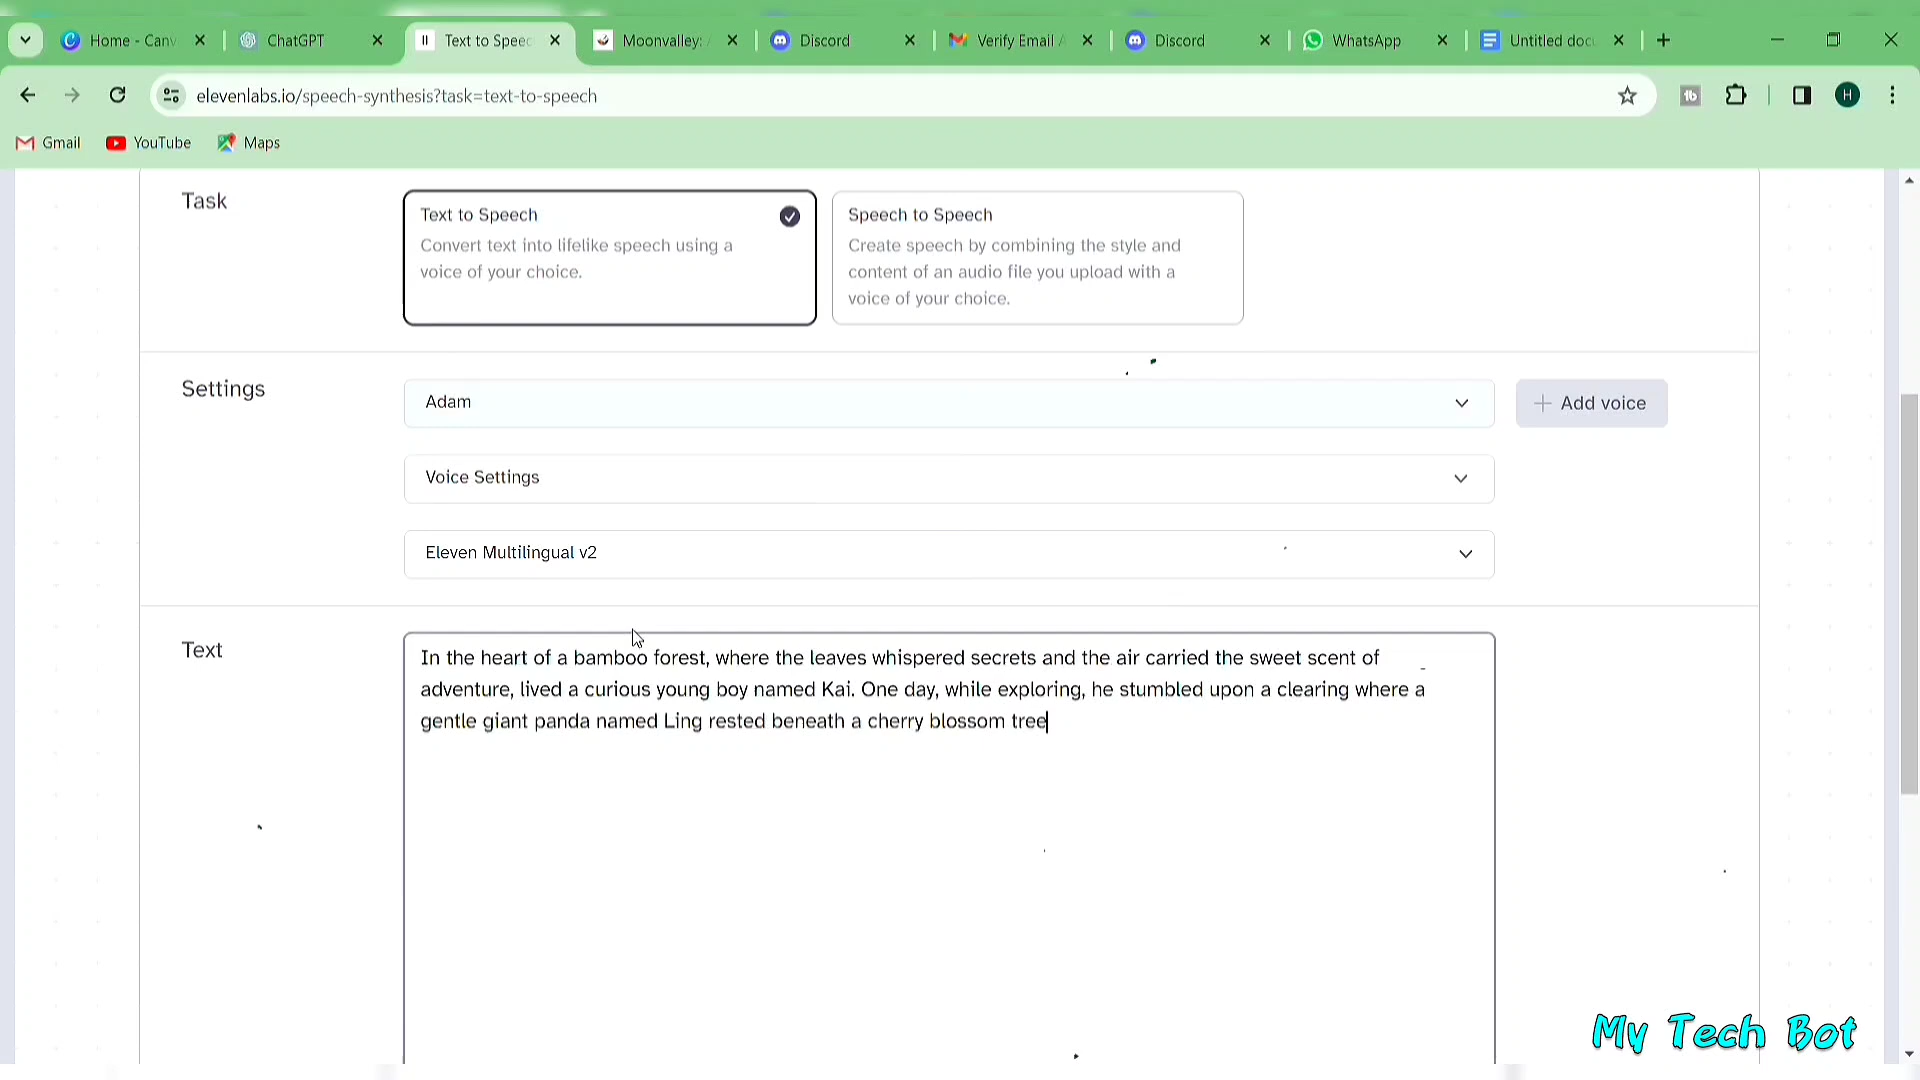 Home - Canv
ChatGPT
Text to Speec
Moonvalley:
Discord
Verify Email A
Discord
WhatsApp
Untitled doc
elevenlabs.io/speech-synthesis?task=text-to-speech
H
Gmail
YouTube
Maps
Task
Text to Speech
Convert text into lifelike speech using a
voice of your choice.
Speech to Speech
Create speech by combining the style and
content of an audio file you upload with a
voice of your choice.
Settings
Adam
+ Add voice
Voice Settings
Eleven Multilingual v2
Text
In the heart of a bamboo forest, where the leaves whispered secrets and the air carried the sweet scent of
adventure, lived a curious young boy named Kai. One day, while exploring, he stumbled upon a clearing where a
gentle giant panda named Ling rested beneath a cherry blossom tree
My Tech Bot